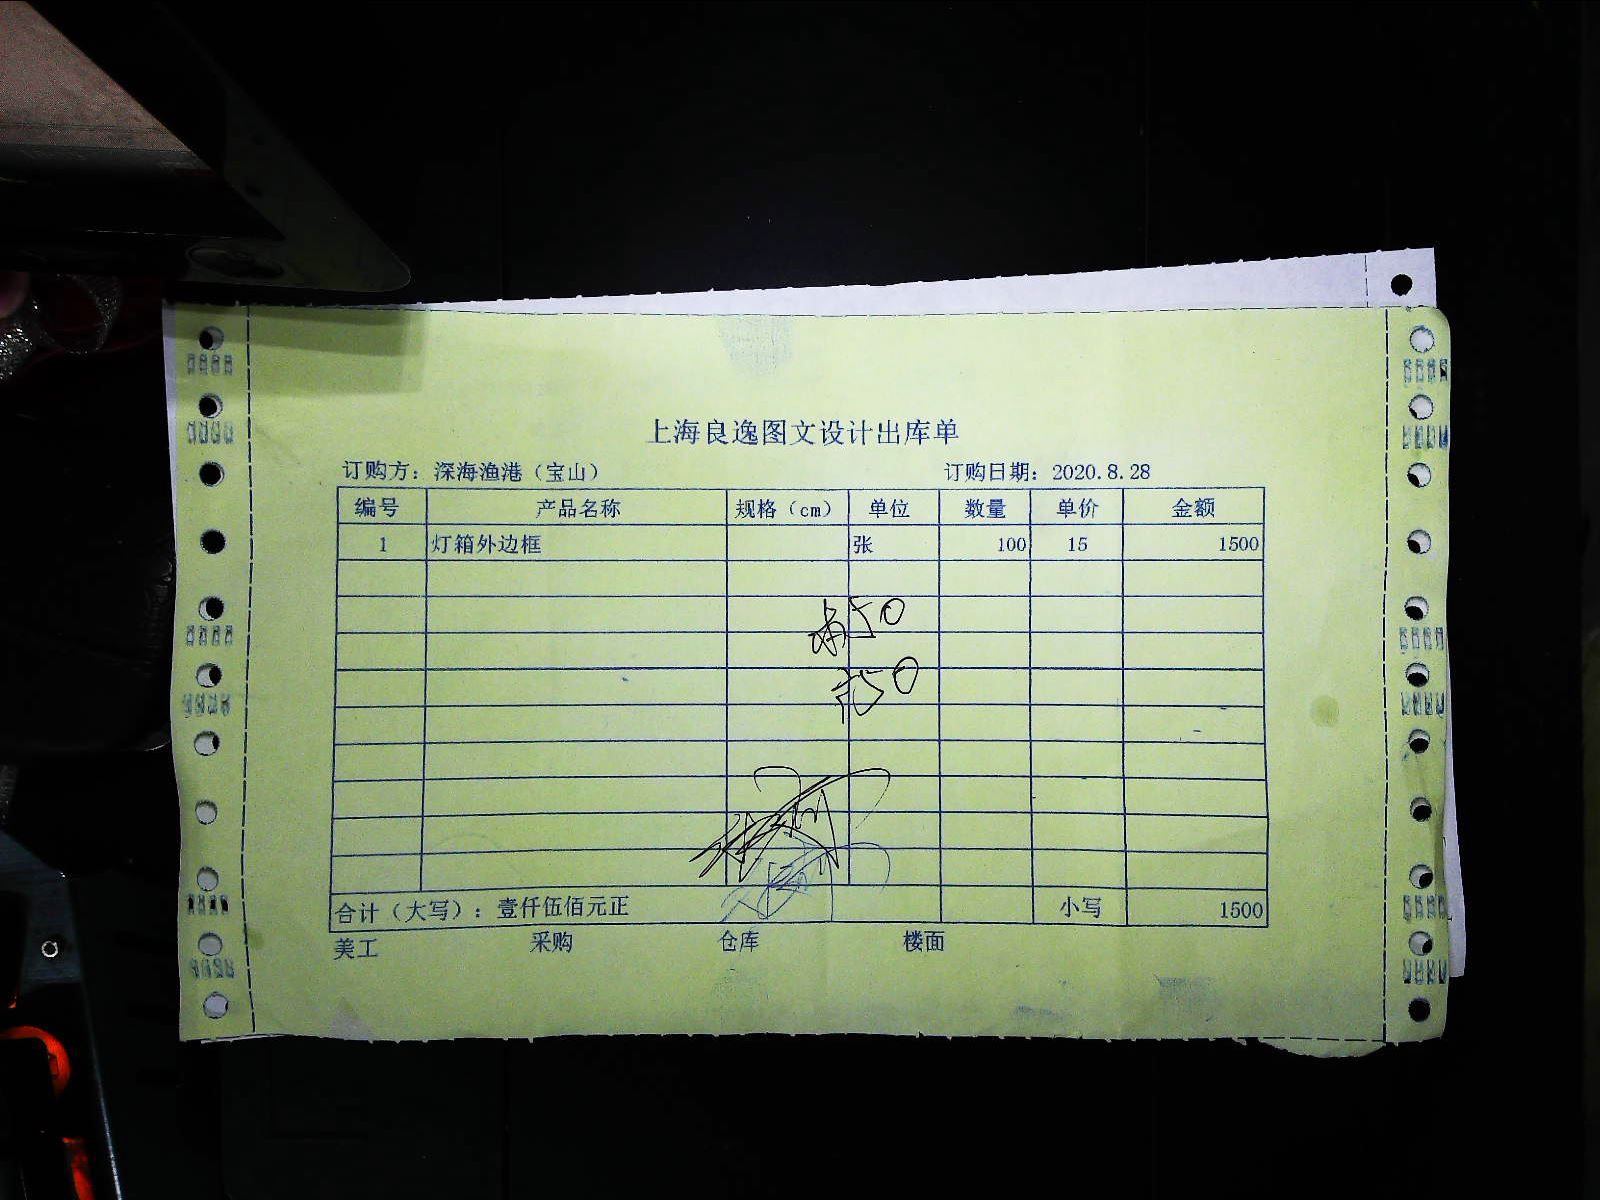 上海良逸图文设计出库单
订购方：深海渔港（宝山） 订购日期：2020.8.28
编号 产品名称 规格（cm） 单位 数量 单价 金额
1 灯箱外边框 张 100 15 1500
50
50
合计（大写）：壹仟伍佰元正 小写 1500
美工 采购 仓库 楼面